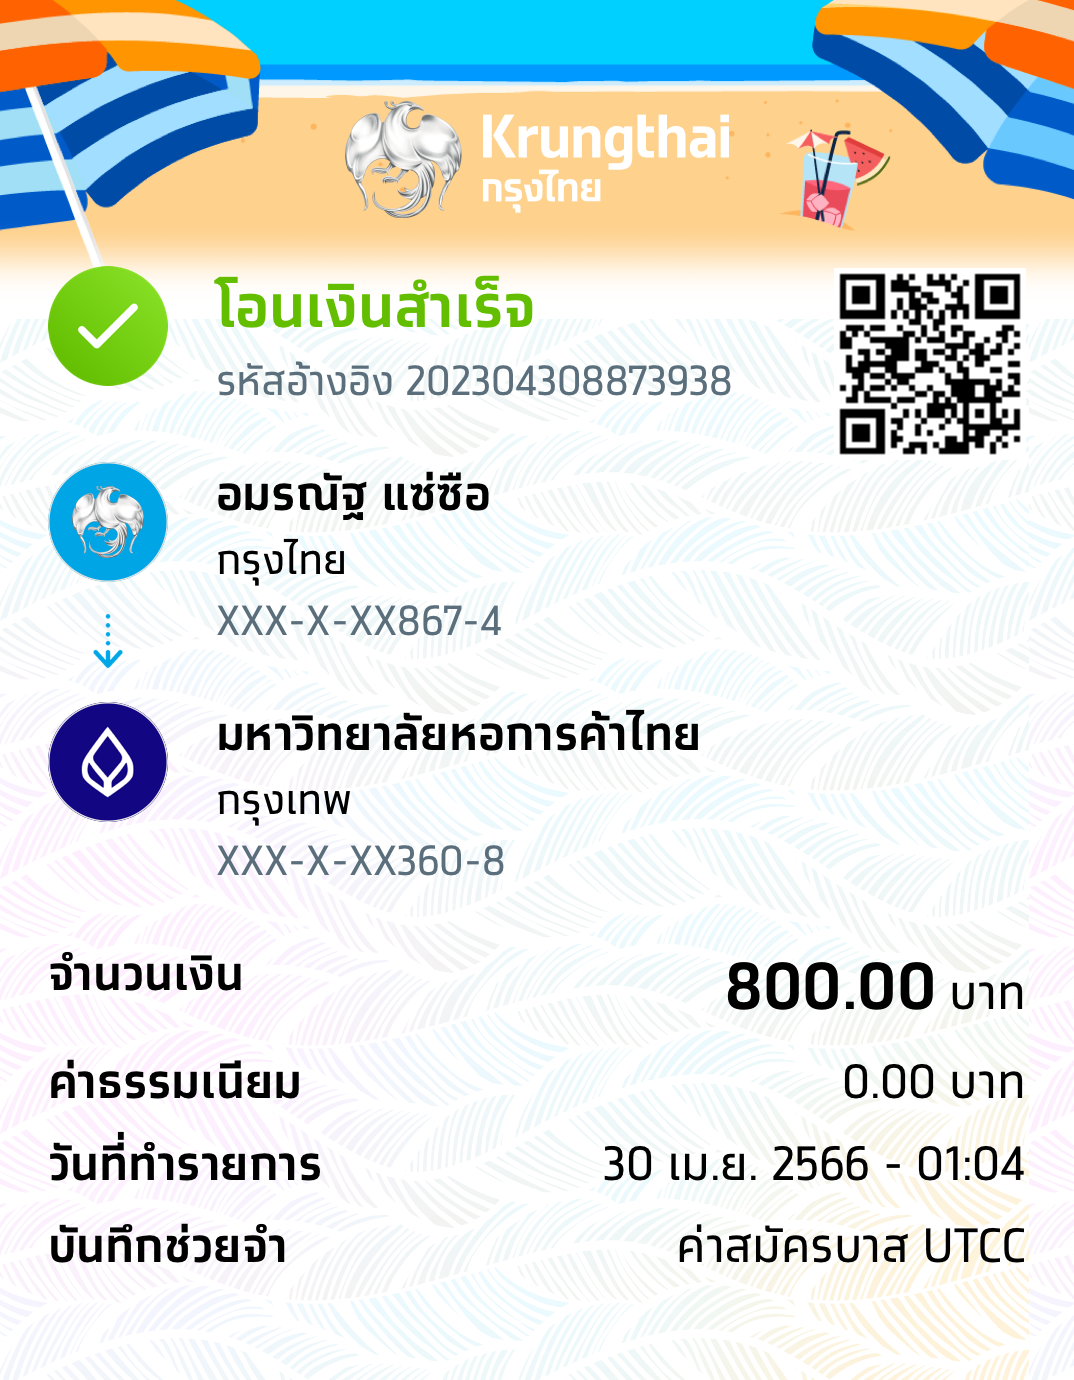 Krungthai
กรุงไทย
โอนเงินสำเร็จ
รหัสอ้างอิง 202304308873938
อมรณัฐ แซ่ซือ
กรุงไทย
XXX-X-XX867-4
มหาวิทยาลัยหอการค้าไทย
กรุงเทพ
XXX-X-XX360-8
จำนวนเงิน 800.00 บาท
ค่าธรรมเนียม 0.00 บาท
วันที่ทำรายการ 30 เม.ย. 2566 - 01:04
บันทึกช่วยจำ ค่าสมัครบาส UTCC